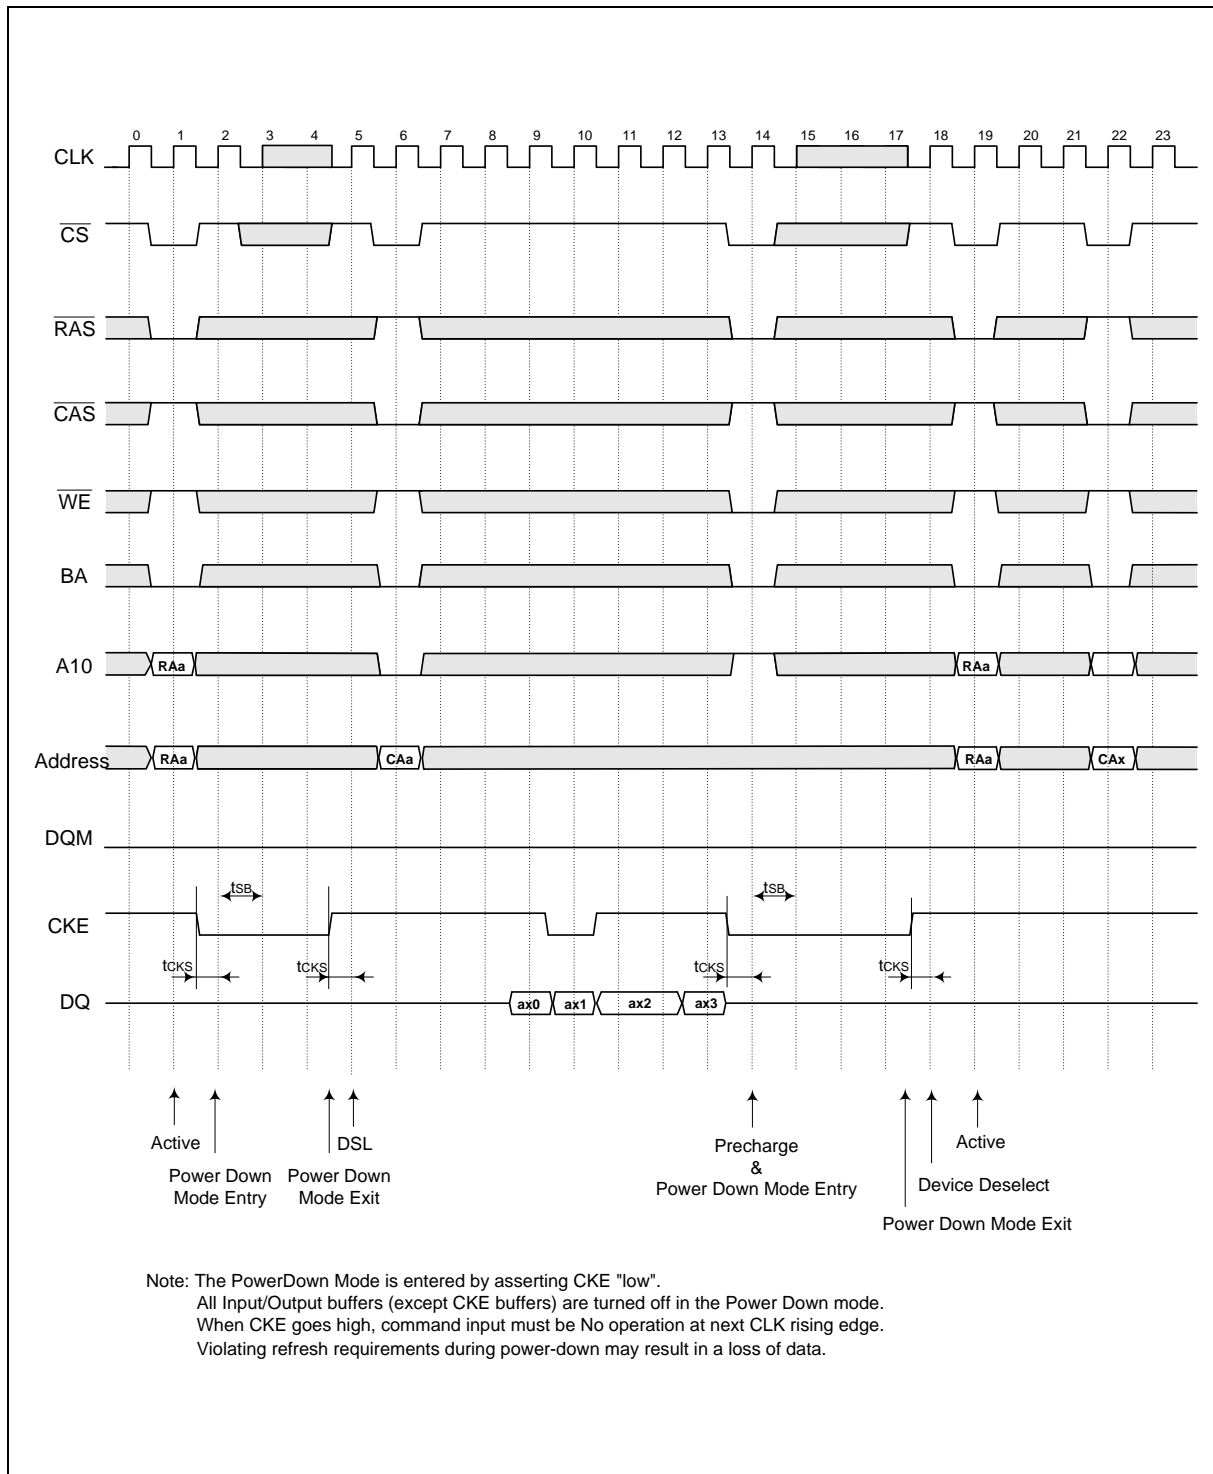 0 1 2 3 4 5 6 7 8 9 10 11 12 13 14 15 16 17 18 19 20 21 22 23
CLK
CS
RAS
CAS
WE
BA
A10 RAa RAa
Address RAa CAa RAa CAx
DQM
tSB tSB
CKE
tCKS tCKS tCKS tCKS
DQ ax0 ax1 ax2 ax3
Active DSL Precharge Active
& 
Power Down Power Down Power Down Mode Entry Device Deselect
Mode Entry Mode Exit
Power Down Mode Exit
Note: The PowerDown Mode is entered by asserting CKE "low".
All Input/Output buffers (except CKE buffers) are turned off in the Power Down mode.
When CKE goes high, command input must be No operation at next CLK rising edge.
Violating refresh requirements during power-down may result in a loss of data.